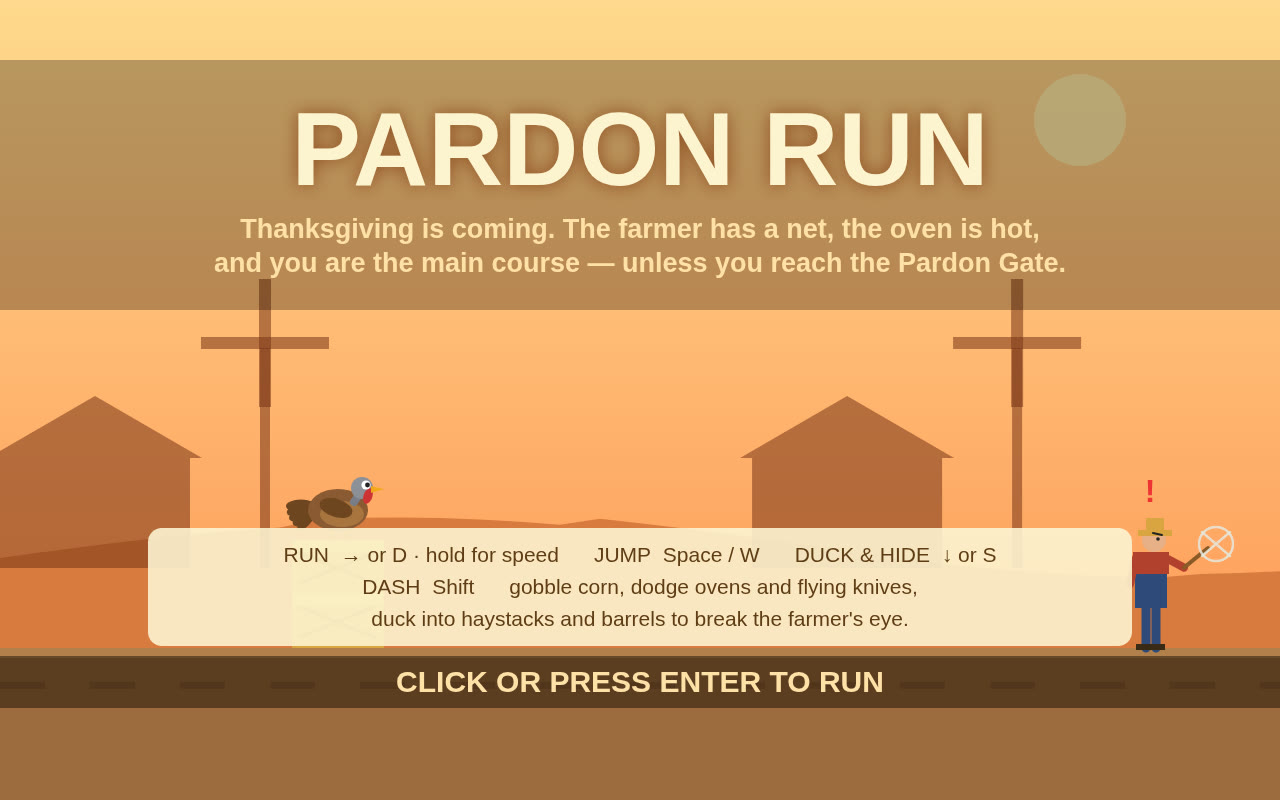 PARDON RUN
Thanksgiving is coming. The farmer has a net, the oven is hot,
and you are the main course — unless you reach the Pardon Gate.
!
RUN → or D · hold for speed JUMP Space / W DUCK & HIDE ↓ or S
DASH Shift gobble corn, dodge ovens and flying knives,
duck into haystacks and barrels to break the farmer's eye.
CLICK OR PRESS ENTER TO RUN